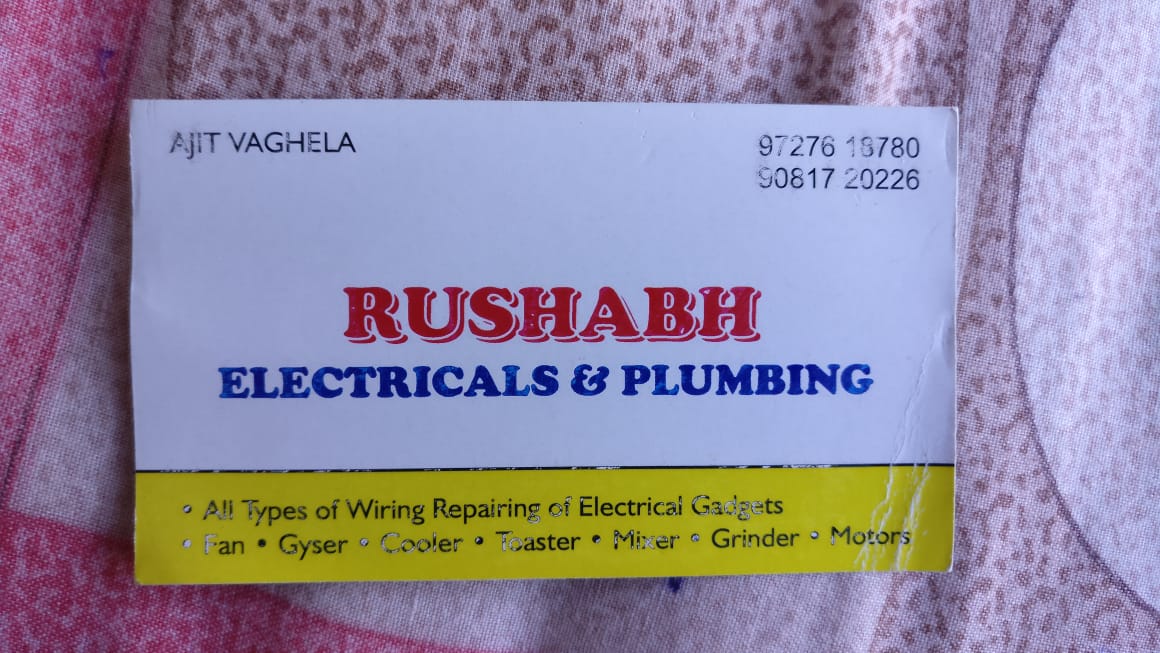 AJIT VAGHELA
97276 18780
90817 20226
RUSHABH
ELECTRICALS & PLUMBING
• All Types of Wiring Repairing of Electrical Gadgets
• Fan • Gyser • Cooler • Toaster • Mixer • Grinder • Motors